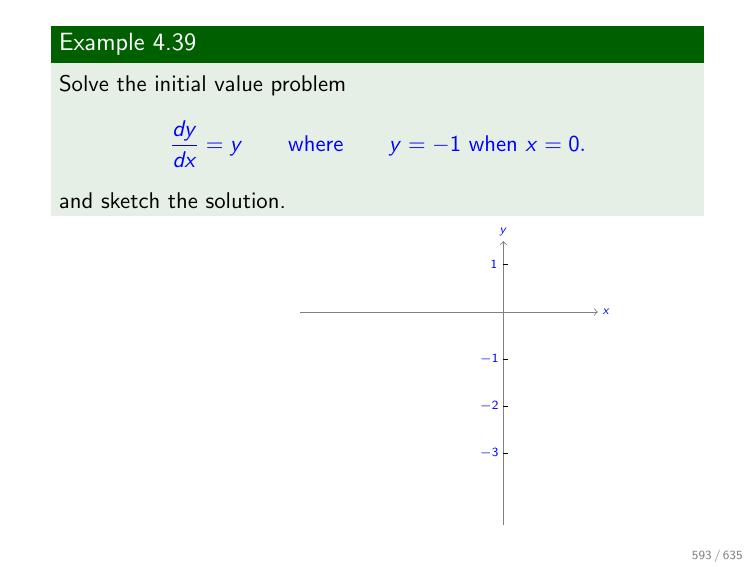 Example 4.39
Solve the initial value problem
dy/dx = y where y = −1 when x = 0.
and sketch the solution.
y
1
x
−1
−2
−3
593 / 635